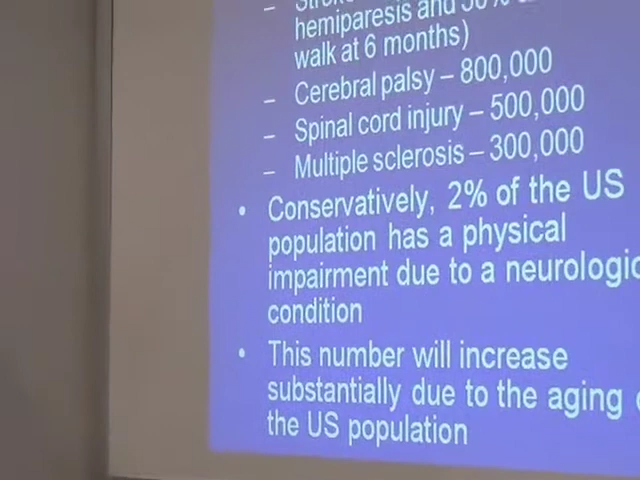 hemiparesis and
walk at 6 months)
– Cerebral palsy – 800,000
– Spinal cord injury – 500,000
– Multiple sclerosis – 300,000
• Conservatively, 2% of the US
population has a physical
impairment due to a neurologic
condition
• This number will increase
substantially due to the aging
the US population